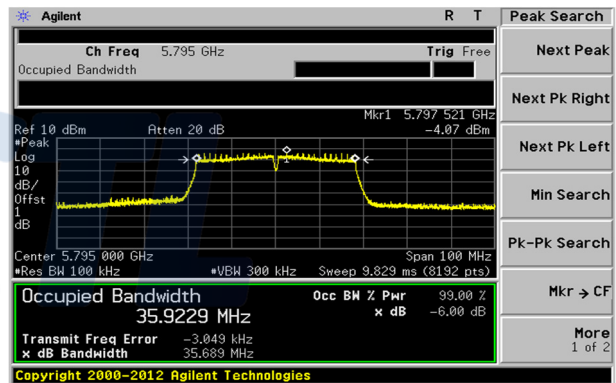 Agilent R T Peak Search
Ch Freq 5.795 GHz Trig Free
Occupied Bandwidth
Next Peak
Next Pk Right
Next Pk Left
Min Search
Pk-Pk Search
Mkr → CF
More
1 of 2
Mkr1 5.797 521 GHz
Ref 10 dBm Atten 20 dB -4.07 dBm
#Peak
Log
10
dB/
Offst
1
dB
1
Center 5.795 000 GHz Span 100 MHz
#Res BW 100 kHz #VBW 300 kHz Sweep 9.829 ms (8192 pts)
Occupied Bandwidth Occ BW % Pwr 99.00 %
35.9229 MHz x dB -6.00 dB
Transmit Freq Error -3.049 kHz
x dB Bandwidth 35.689 MHz
Copyright 2000-2012 Agilent Technologies